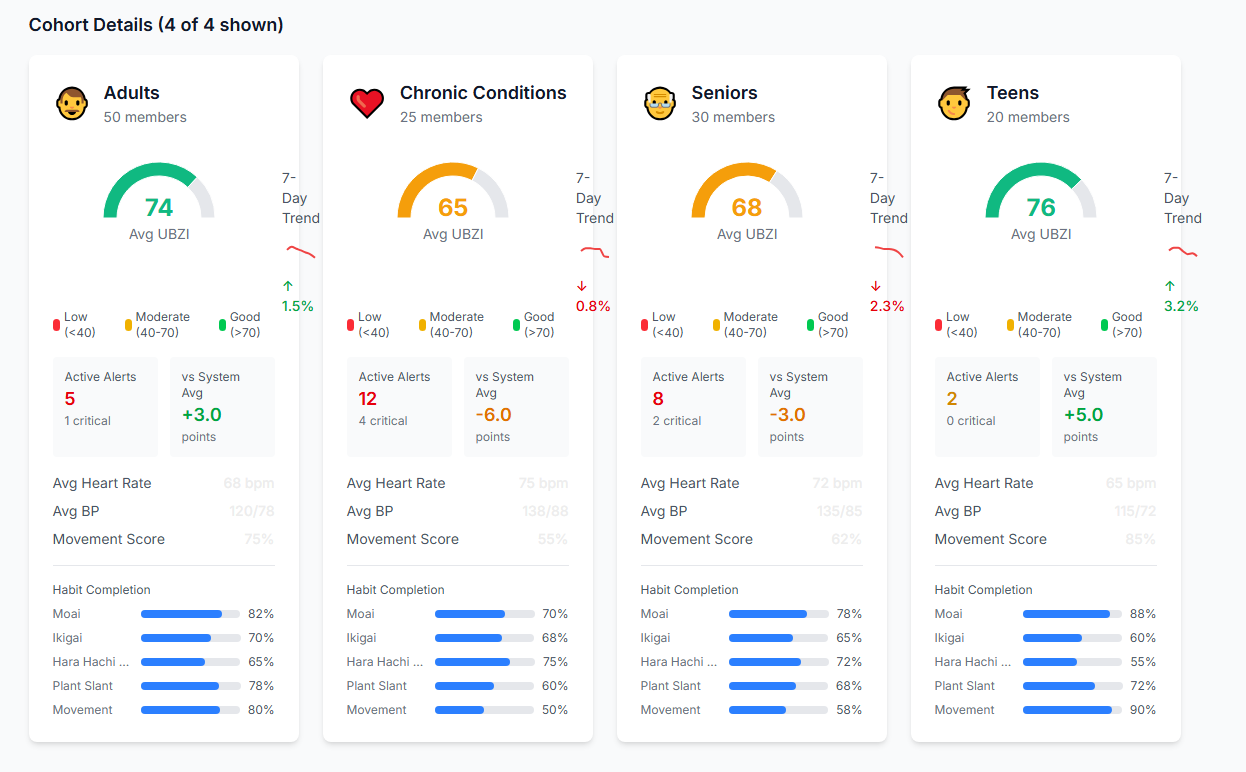 Cohort Details (4 of 4 shown)
Adults
50 members
74
Avg UBZI
7-
Day
Trend
↑
1.5%
Low
(<40)
Moderate
(40-70)
Good
(>70)
Active Alerts
5
1 critical
vs System
Avg
+3.0
points
Avg Heart Rate 68 bpm
Avg BP 120/78
Movement Score 75%
Habit Completion
Moai 82%
Ikigai 70%
Hara Hachi ... 65%
Plant Slant 78%
Movement 80%
Chronic Conditions
25 members
65
Avg UBZI
7-
Day
Trend
↓
0.8%
Low
(<40)
Moderate
(40-70)
Good
(>70)
Active Alerts
12
4 critical
vs System
Avg
-6.0
points
Avg Heart Rate 75 bpm
Avg BP 138/88
Movement Score 55%
Habit Completion
Moai 70%
Ikigai 68%
Hara Hachi ... 75%
Plant Slant 60%
Movement 50%
Seniors
30 members
68
Avg UBZI
7-
Day
Trend
↓
2.3%
Low
(<40)
Moderate
(40-70)
Good
(>70)
Active Alerts
8
2 critical
vs System
Avg
-3.0
points
Avg Heart Rate 72 bpm
Avg BP 135/85
Movement Score 62%
Habit Completion
Moai 78%
Ikigai 65%
Hara Hachi ... 72%
Plant Slant 68%
Movement 58%
Teens
20 members
76
Avg UBZI
7-
Day
Trend
↑
3.2%
Low
(<40)
Moderate
(40-70)
Good
(>70)
Active Alerts
2
0 critical
vs System
Avg
+5.0
points
Avg Heart Rate 65 bpm
Avg BP 115/72
Movement Score 85%
Habit Completion
Moai 88%
Ikigai 60%
Hara Hachi ... 55%
Plant Slant 72%
Movement 90%